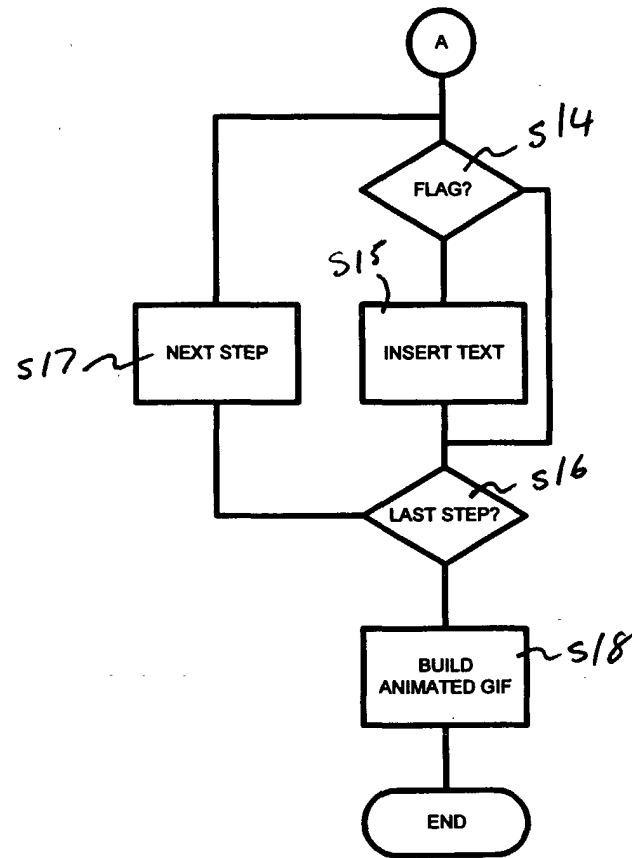 A
S14
FLAG?
S15
S17
NEXT STEP
INSERT TEXT
S16
LAST STEP?
S18
BUILD
ANIMATED GIF
END